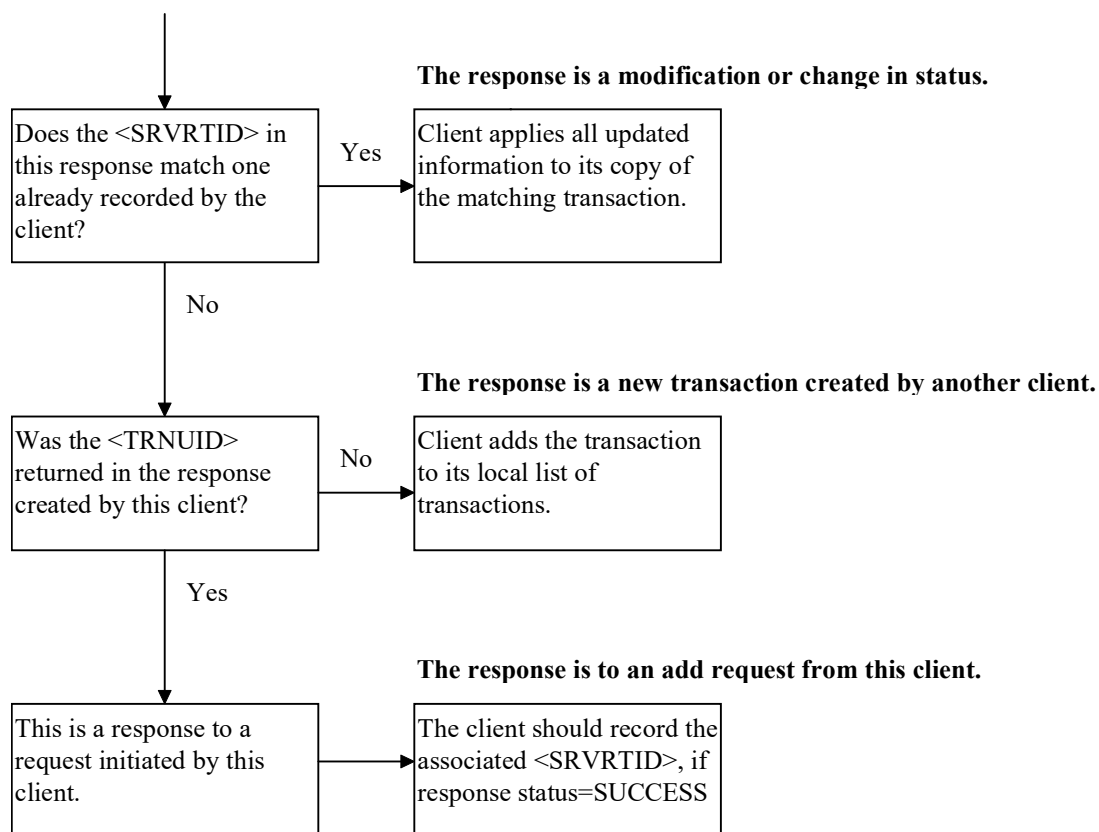 The response is a modification or change in status.
Does the <SRVRTID> in
this response match one
already recorded by the
client?
Yes
Client applies all updated
information to its copy of
the matching transaction.
No
The response is a new transaction created by another client.
Was the <TRNUID>
returned in the response
created by this client?
No
Client adds the transaction
to its local list of
transactions.
Yes
The response is to an add request from this client.
This is a response to a
request initiated by this
client.
The client should record the
associated <SRVRTID>, if
response status=SUCCESS